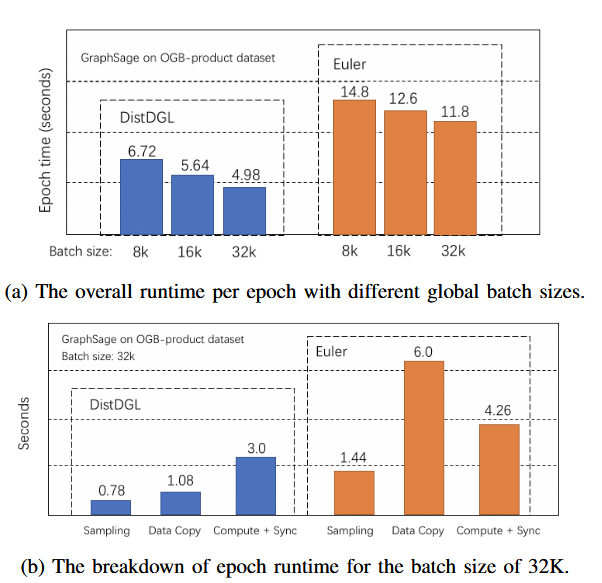 GraphSage on OGB-product dataset
Euler
14.8
12.6
11.8
DistDGL
6.72
5.64
4.98
Epoch time (seconds)
Batch size: 8k 16k 32k 8k 16k 32k
(a) The overall runtime per epoch with different global batch sizes.
GraphSage on OGB-product dataset
Batch size: 32k
Euler
6.0
4.26
1.44
DistDGL
3.0
1.08
0.78
Seconds
Sampling Data Copy Compute + Sync Sampling Data Copy Compute + Sync
(b) The breakdown of epoch runtime for the batch size of 32K.